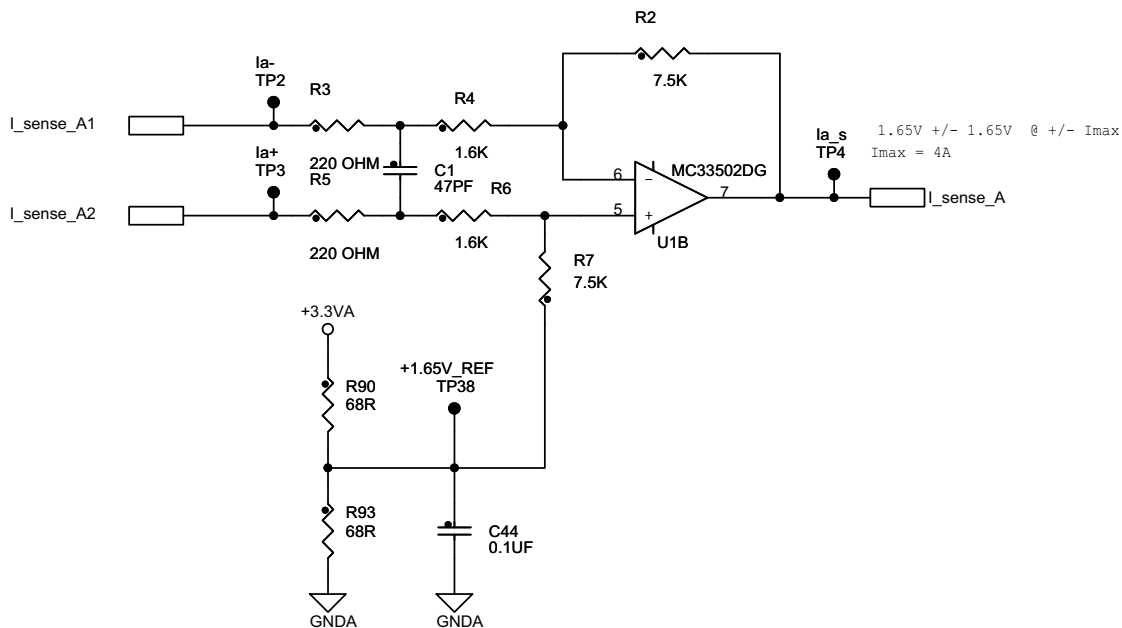 R2
7.5K
Ia-
TP2
R3
R4
I_sense_A1
220 OHM
1.6K
C1
47PF
Ia+
TP3
R5
R6
I_sense_A2
220 OHM
1.6K
6
5
7
-
+
MC33502DG
U1B
R7
7.5K
Ia_s
TP4
1.65V +/- 1.65V @ +/- Imax
Imax = 4A
I_sense_A
+3.3VA
R90
68R
+1.65V_REF
TP38
R93
68R
C44
0.1UF
GNDA
GNDA